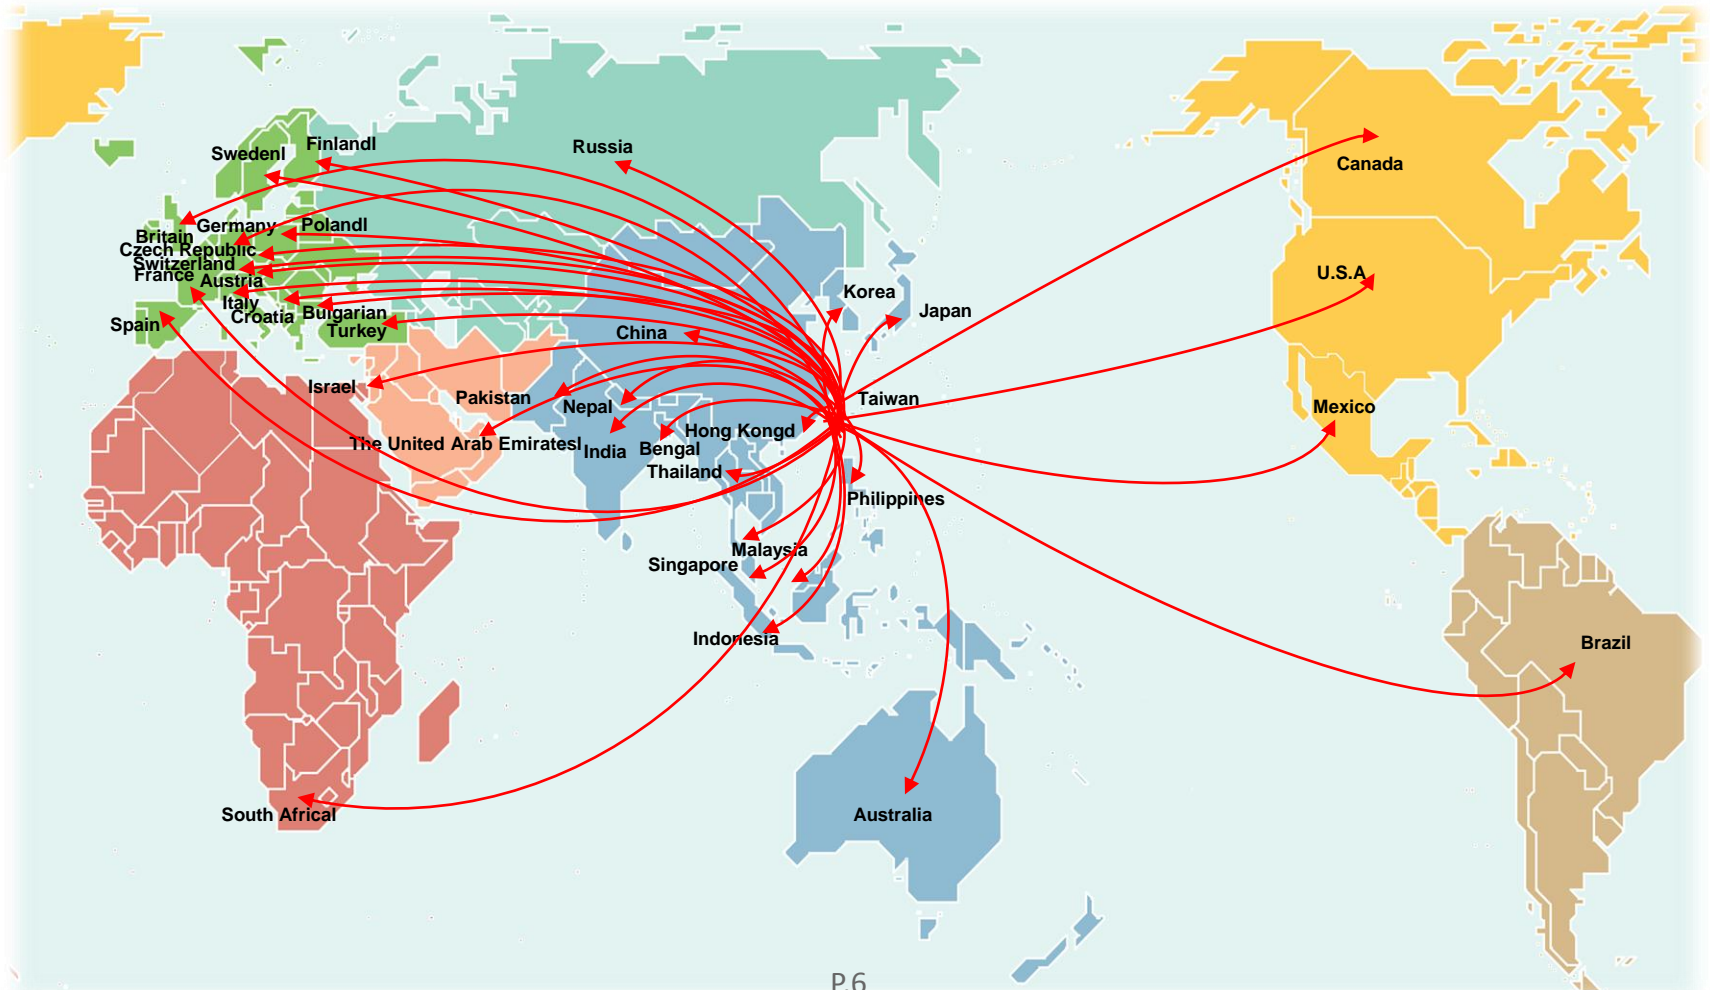 Finlandl
Swedenl
Russia
Canada
Germany
Polandl
Britain
Czech Republic
Switzerland
France
Austria
U.S.A
Korea
Italy
Bulgarian
Japan
Croatia
Spain
Turkey
China
Israel
Pakistan
Nepal
Taiwan
Mexico
Hong Kongd
The United Arab Emiratesl
India
Bengal
Thailand
Philippines
Malaysia
Singapore
Indonesia
Brazil
South Africal
Australia
P.6